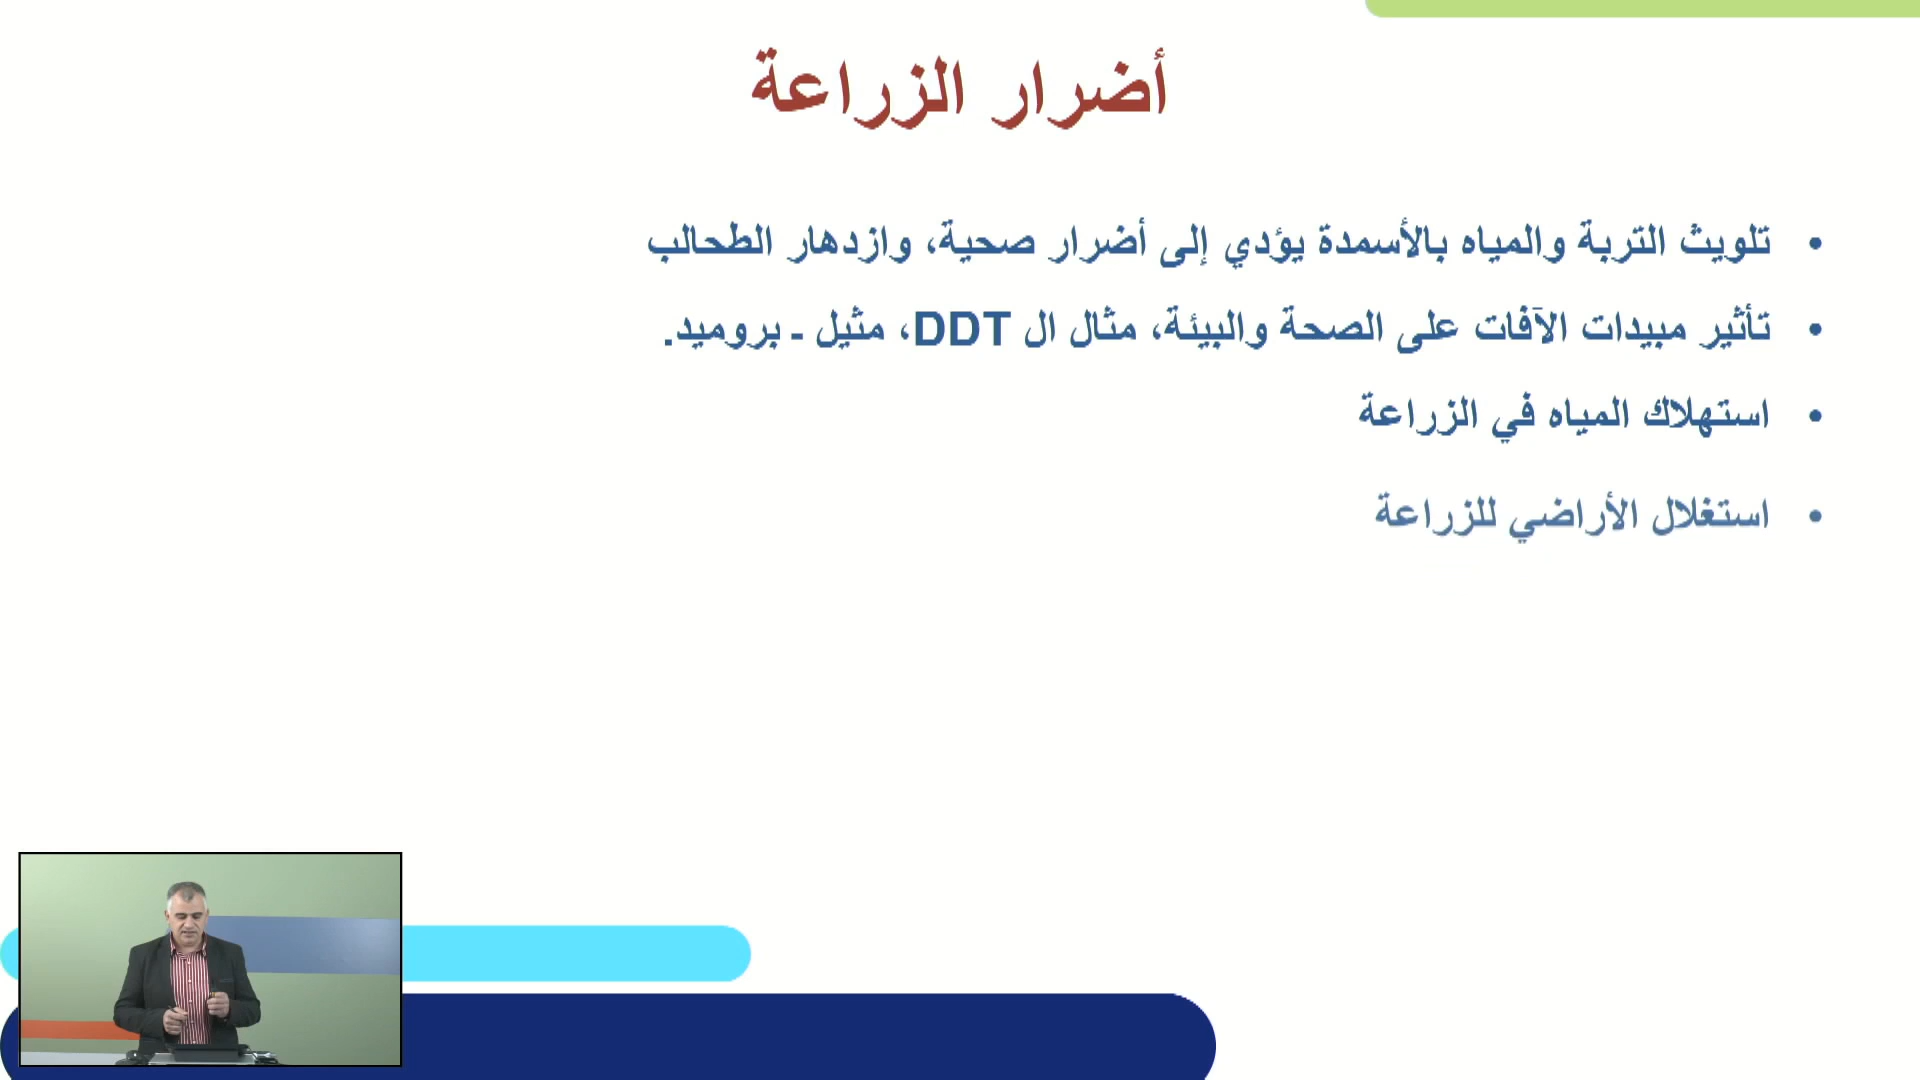 أضرار الزراعة
• تلويث التربة والمياه بالأسمدة يؤدي إلى أضرار صحية، وازدهار الطحالب
• تأثير مبيدات الآفات على الصحة والبيئة، مثال ال DDT، مثيل ـ بروميد.
• استهلاك المياه في الزراعة
• استغلال الأراضي للزراعة